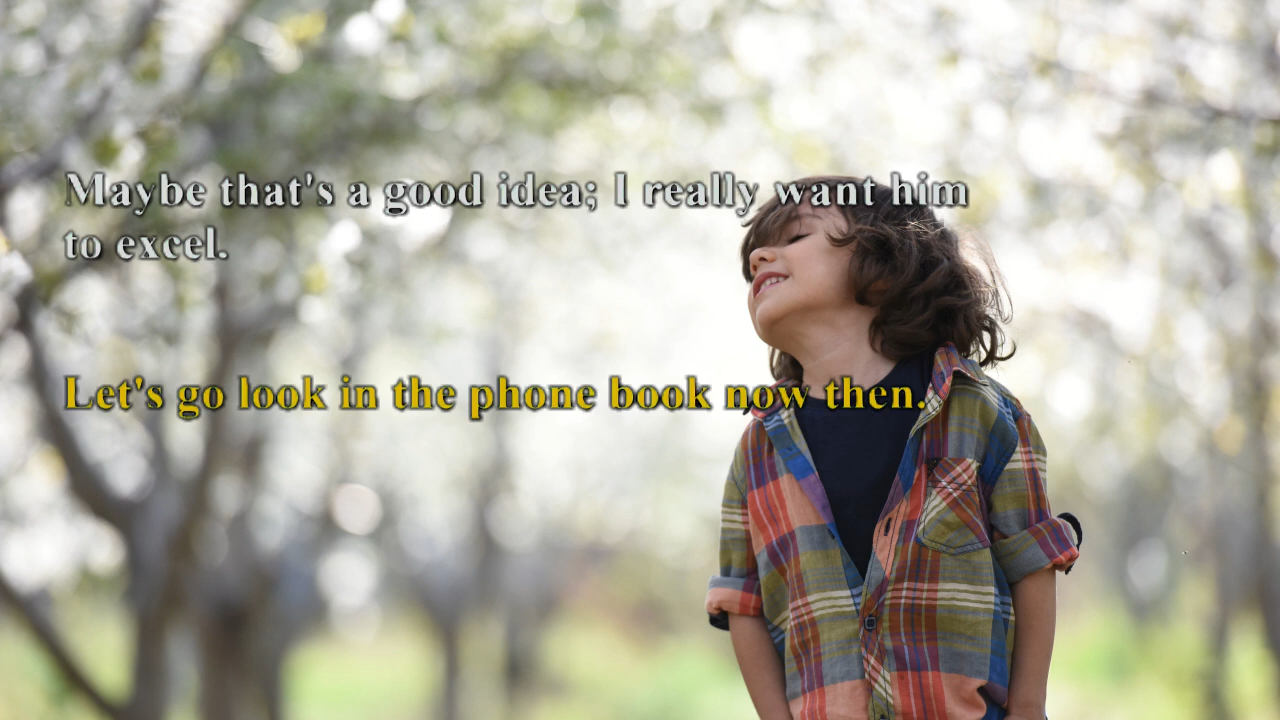 Maybe that's a good idea; I really want him
to excel.
Let's go look in the phone book now then.